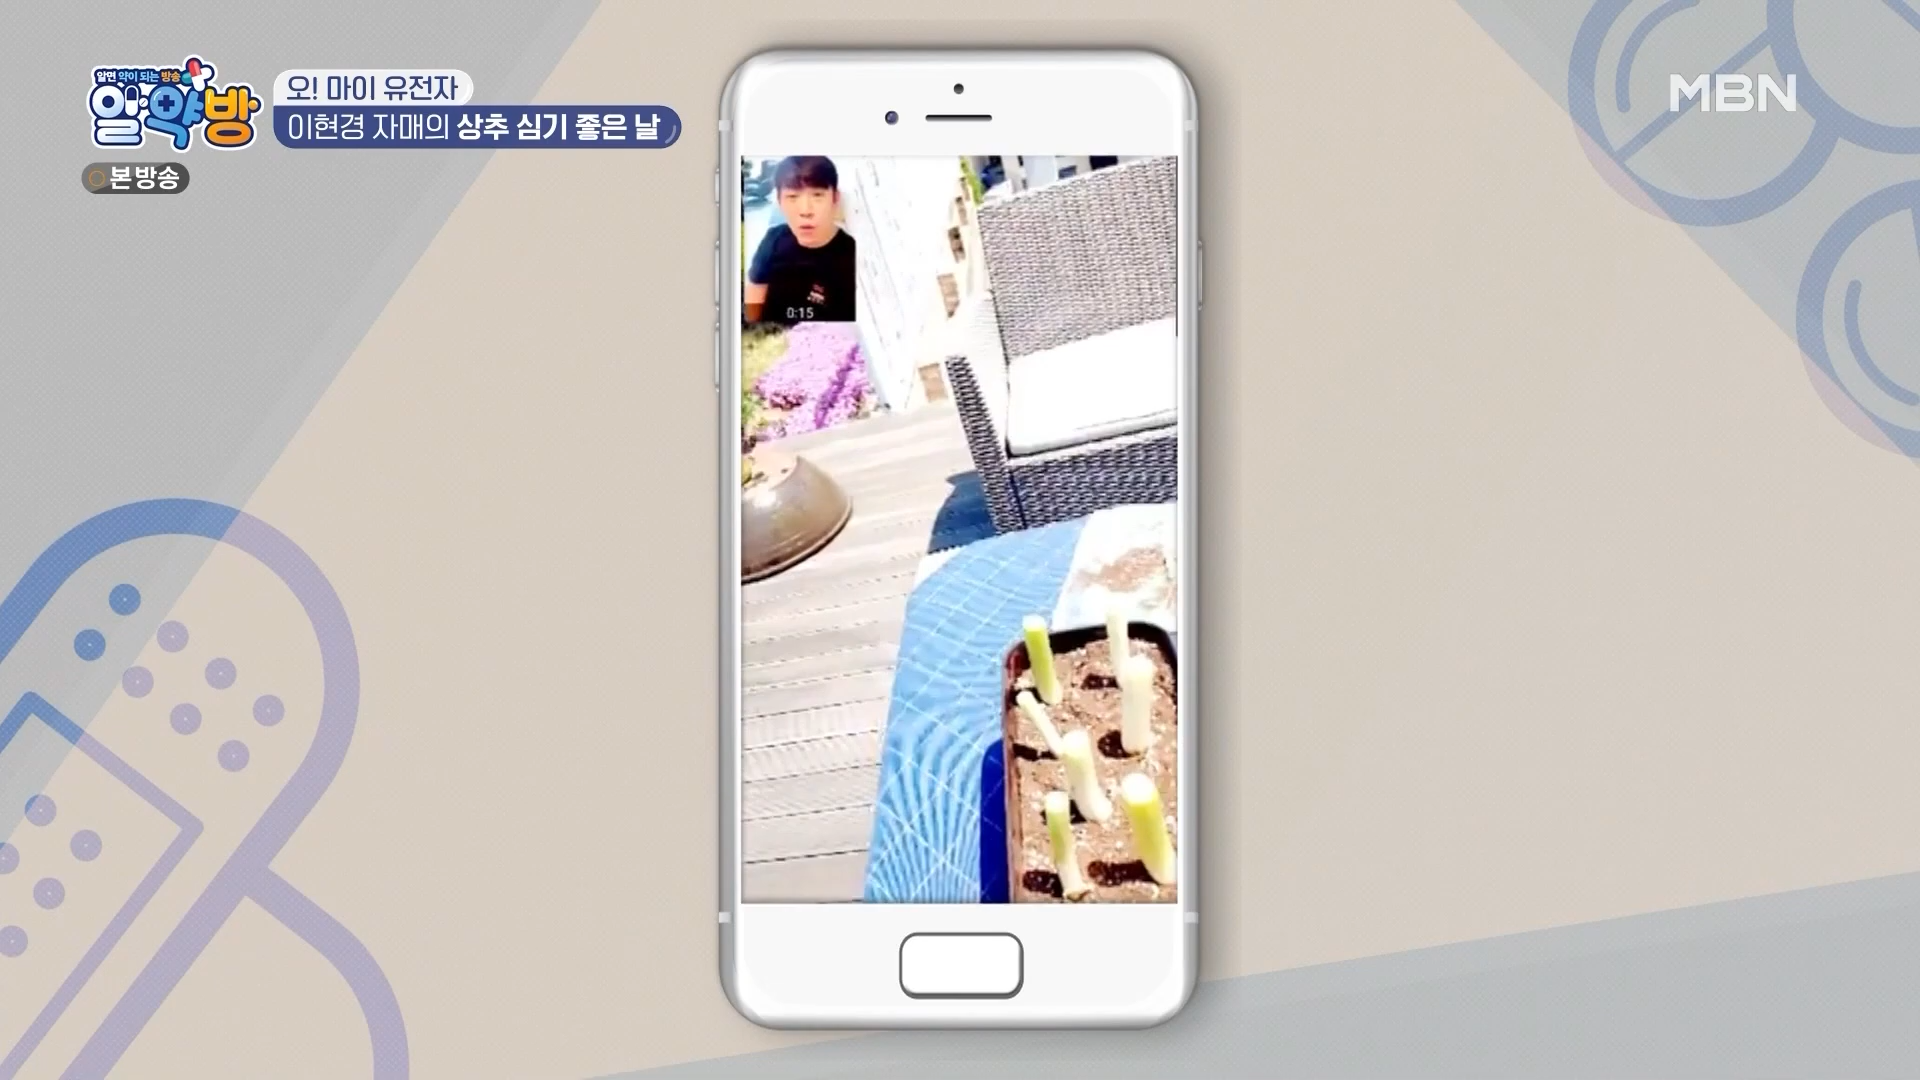 알면 약이 되는 방송
알약방
오! 마이 유전자
이현경 자매의 상추 심기 좋은 날
본방송
MBN
0:15